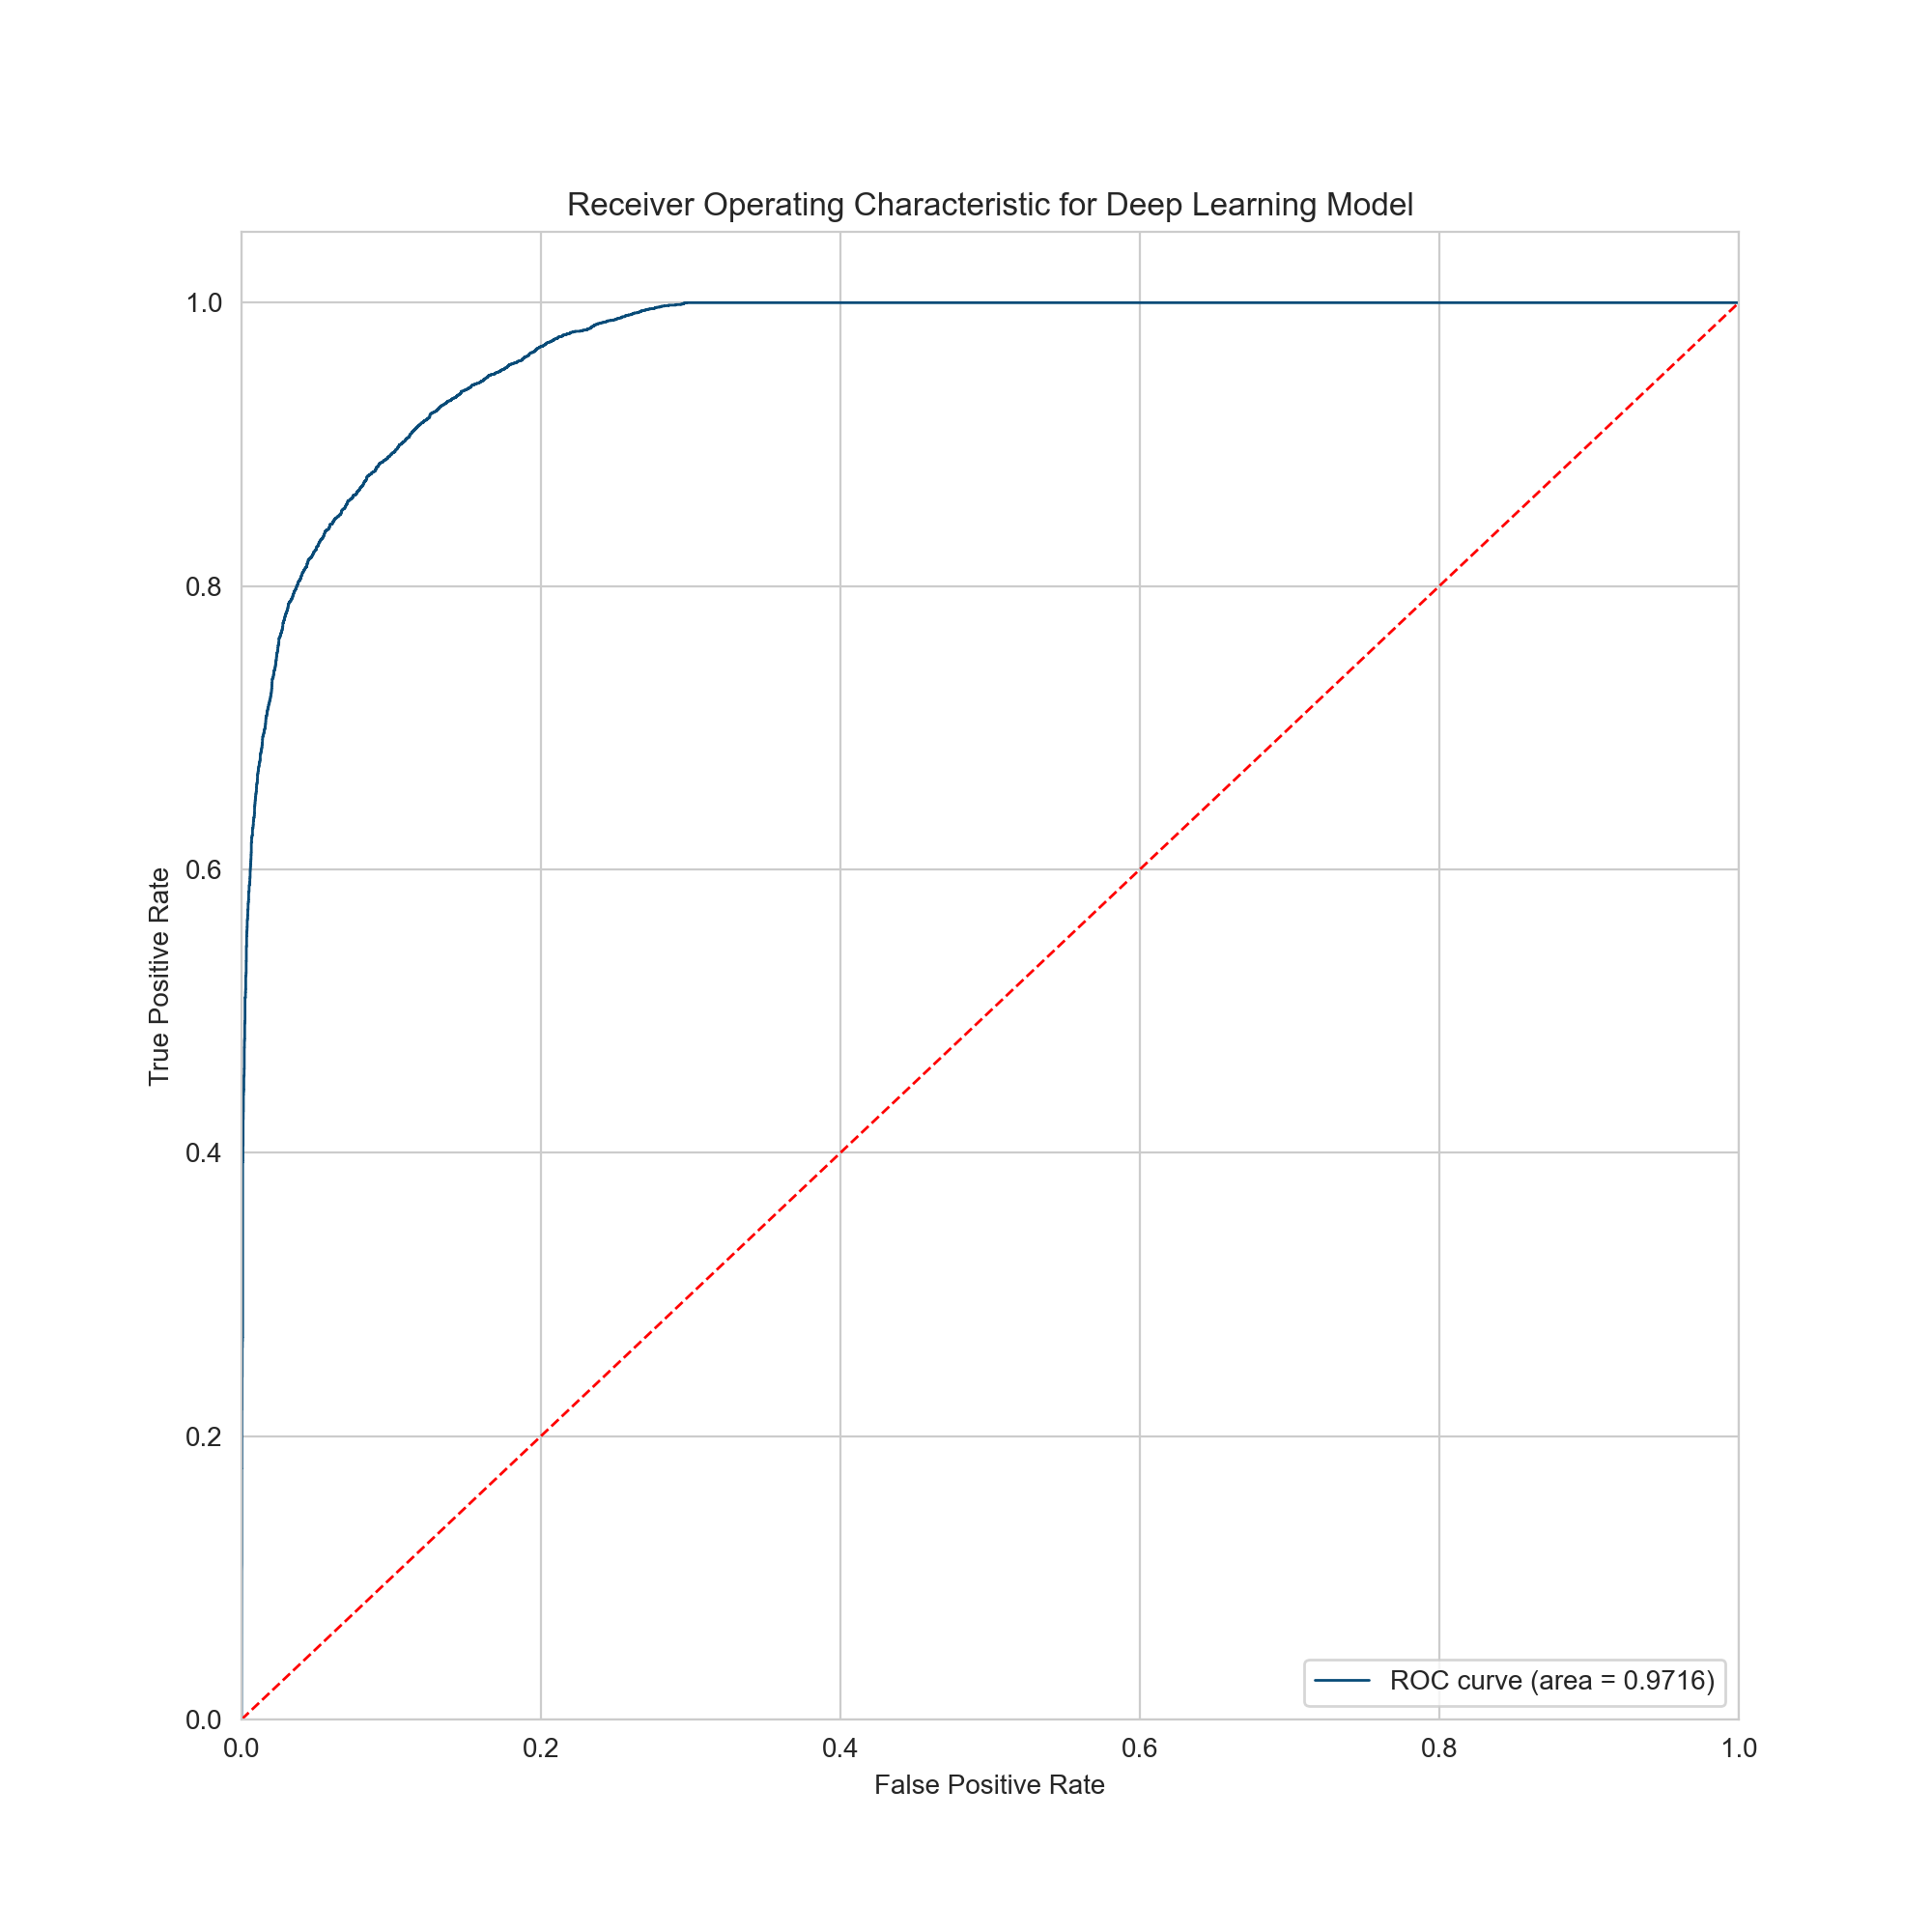 Receiver Operating Characteristic for Deep Learning Model
1.0
0.8
0.6
0.4
0.2
0.0
True Positive Rate
ROC curve (area = 0.9716)
0.0 0.2 0.4 0.6 0.8 1.0
False Positive Rate